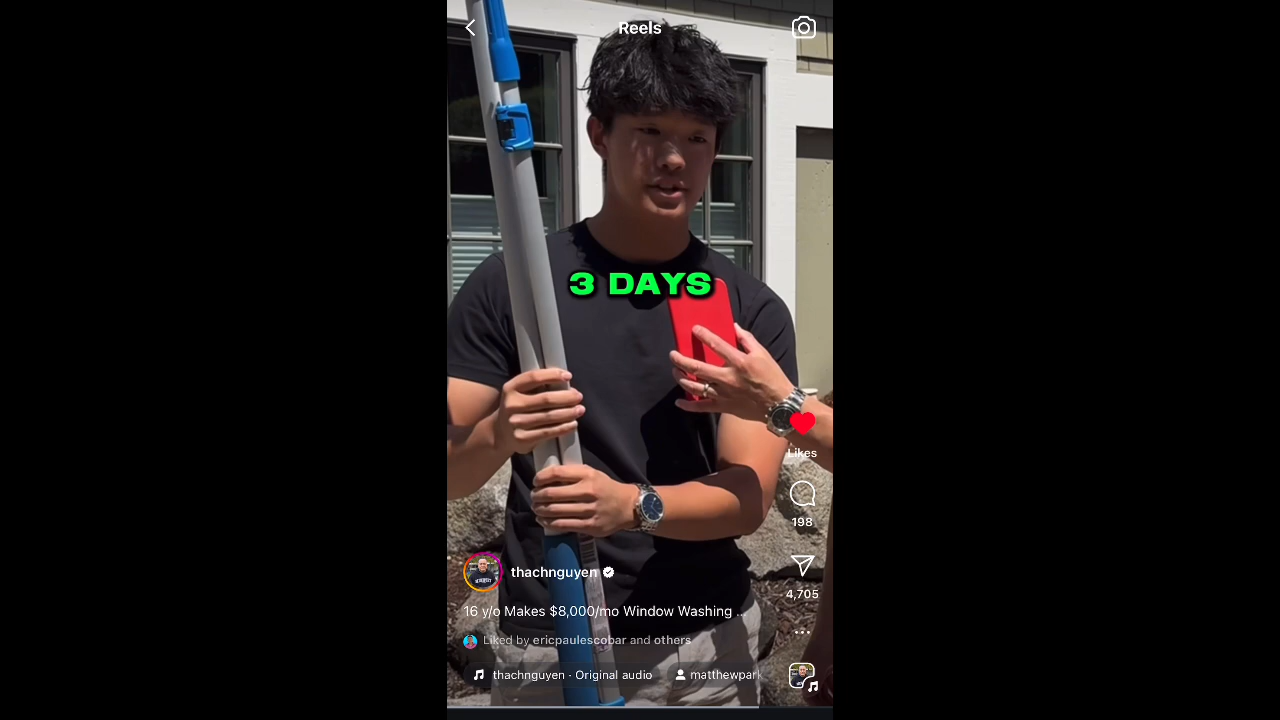 Reels
3 DAYS
Likes
198
4,705
thachnguyen
16 y/o Makes $8,000/mo Window Washing ...
Liked by ericpaulescobar and others
thachnguyen · Original audio
matthewpark